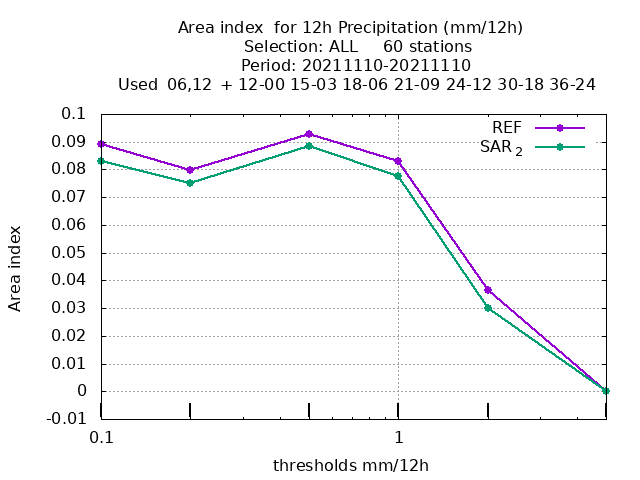 Area index  for 12h Precipitation (mm/12h)
Selection: ALL     60 stations
Period: 20211110-20211110
Used  06,12  + 12-00 15-03 18-06 21-09 24-12 30-18 36-24
REF
SAR 2
0.1
0.09
0.08
0.07
0.06
0.05
0.04
0.03
0.02
0.01
0
-0.01
Area index
0.1
1
thresholds mm/12h